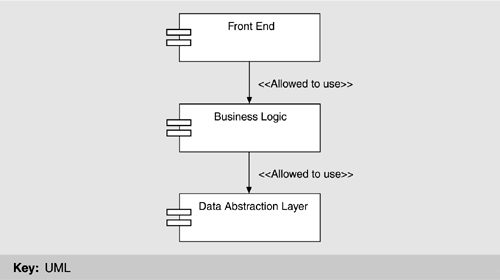 Front End
<<Allowed to use>>
Business Logic
<<Allowed to use>>
Data Abstraction Layer
Key: UML